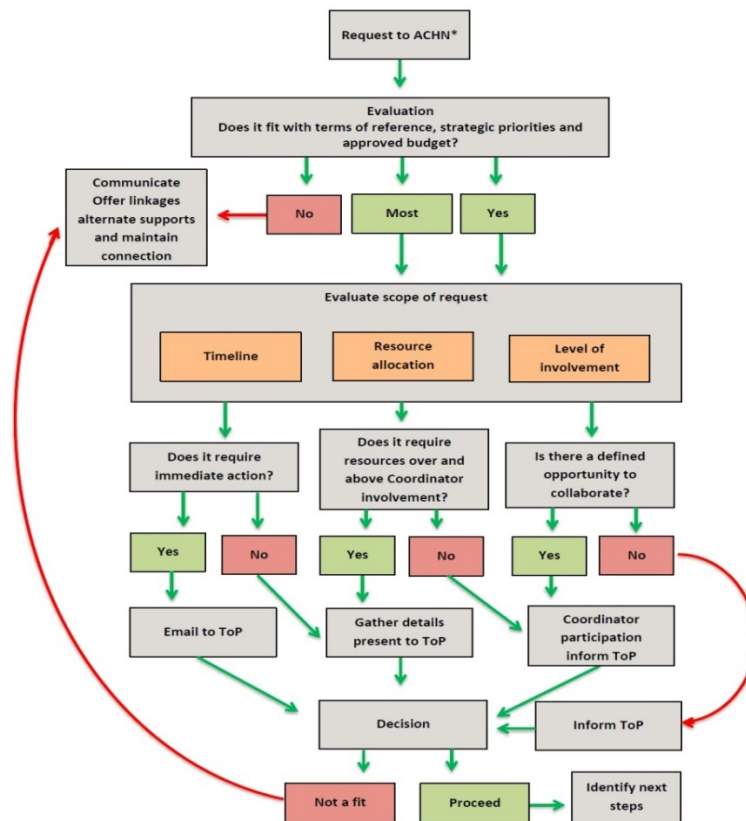 Request to ACHN*
Evaluation
Does it fit with terms of reference, strategic priorities and
approved budget?
Communicate
Offer linkages
alternate supports
and maintain
connection
No
Most
Yes
Evaluate scope of request
Timeline
Resource
allocation
Level of
involvement
Does it require
immediate action?
Does it require
resources over and
above Coordinator
involvement?
Is there a defined
opportunity to
collaborate?
Yes
No
Yes
No
Yes
No
Email to ToP
Gather details
present to ToP
Coordinator
participation
inform ToP
Decision
Inform ToP
Not a fit
Proceed
Identify next
steps